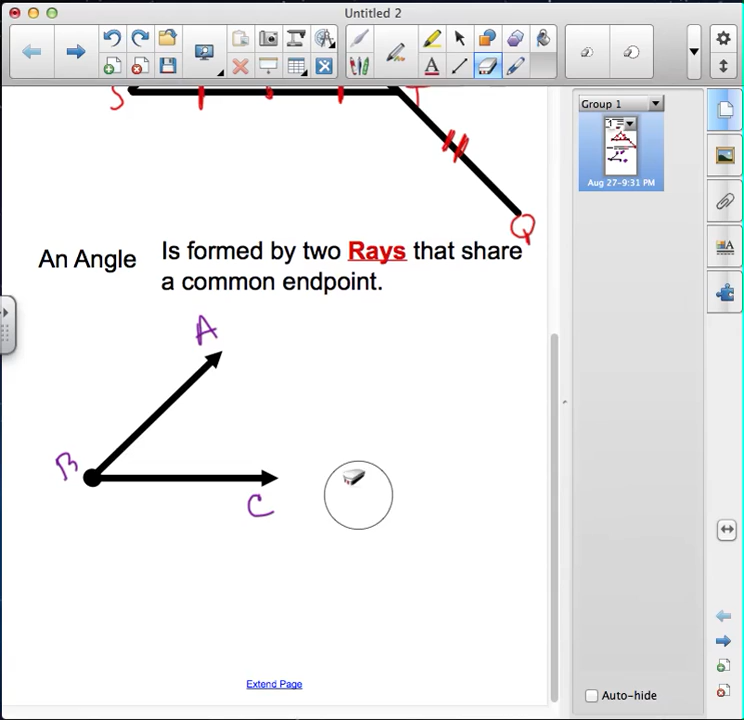 Untitled 2
Group 1
Aug 27-9:31 PM
S
Q
An Angle
Is formed by two Rays that share
a common endpoint.
A
B
C
Extend Page
Auto-hide